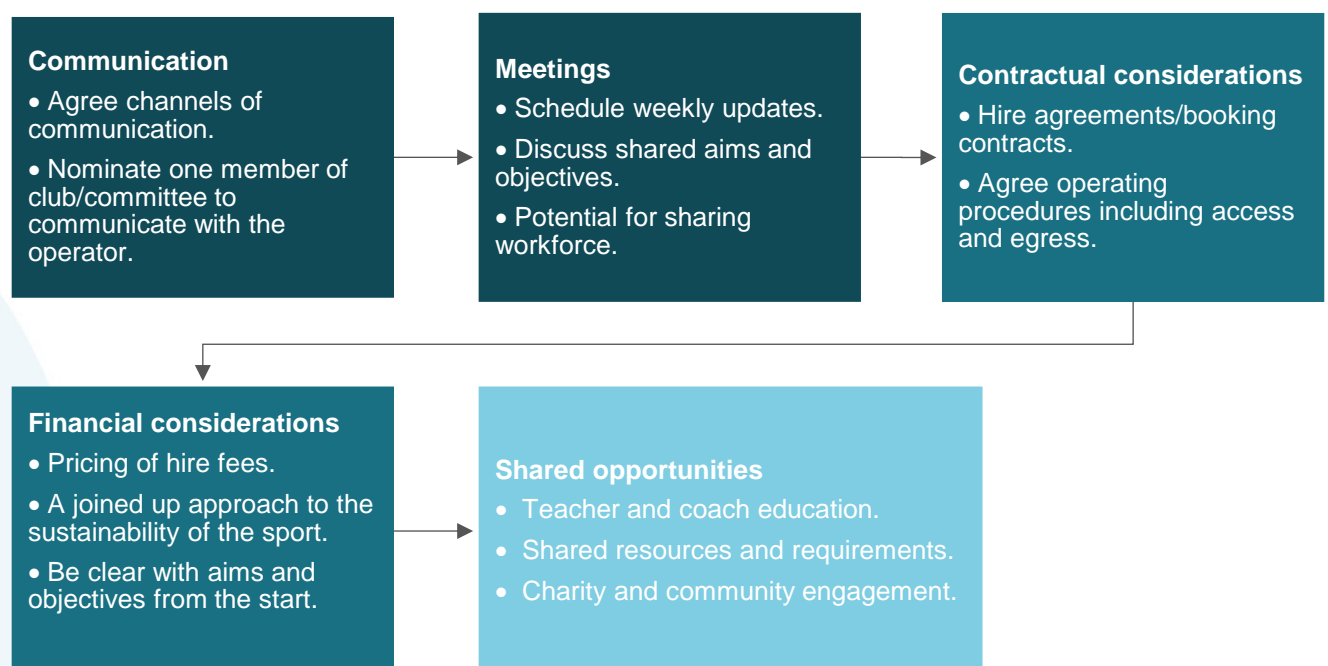 Communication
• Agree channels of
communication.
• Nominate one member of
club/committee to
communicate with the
operator.
Meetings
• Schedule weekly updates.
• Discuss shared aims and
objectives.
• Potential for sharing
workforce.
Contractual considerations
• Hire agreements/booking
contracts.
• Agree operating
procedures including access
and egress.
Financial considerations
• Pricing of hire fees.
• A joined up approach to the
sustainability of the sport.
• Be clear with aims and
objectives from the start.
Shared opportunities
• Teacher and coach education.
• Shared resources and requirements.
• Charity and community engagement.